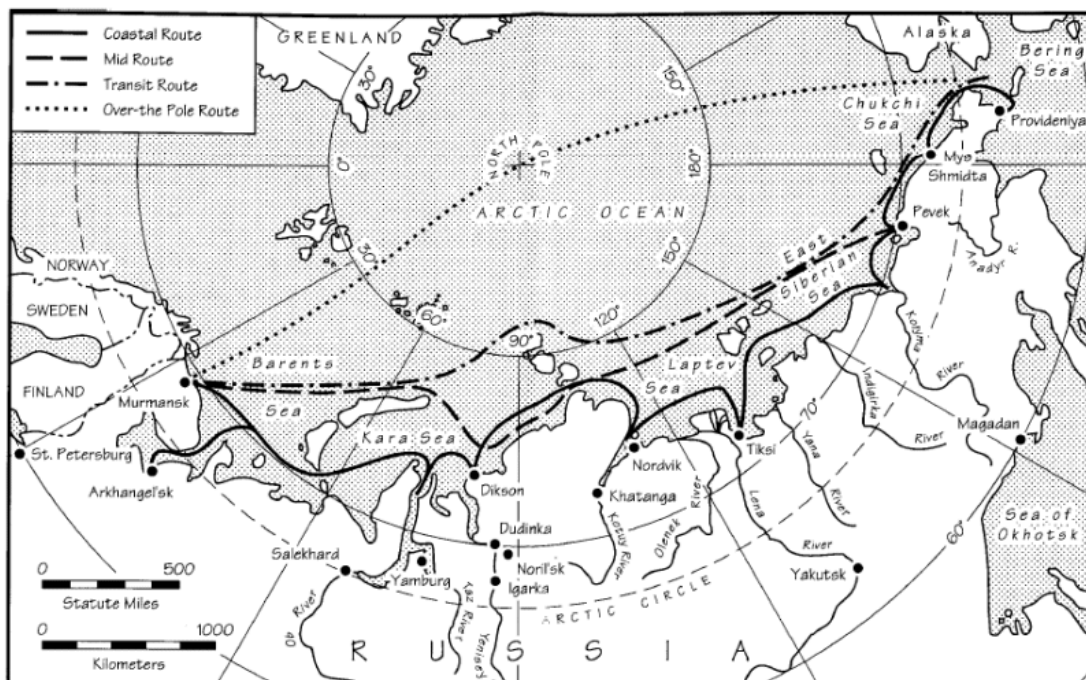 Coastal Route
Mid Route
Transit Route
Over-the Pole Route
GREENLAND
30°
0°
30°
60°
90°
120°
150°
180°
150°
NORTH POLE
ARCTIC OCEAN
Alaska
Bering
Sea
Chukchi
Sea
Provideniya
Mys
Shmidta
Pevek
Anadyr R.
East
Siberian
Sea
Kolyma
River
Indigirka
River
Magadan
Sea of
Okhotsk
60°
70°
NORWAY
SWEDEN
FINLAND
Murmansk
St. Petersburg
Arkhangel'sk
Barents
Sea
Kara Sea
Laptev
Sea
Dikson
Nordvik
Tiksi
Khatanga
Kotuy River
Olenek
River
Lena
River
Yana
River
Yakutsk
Dudinka
Noril'sk
Igarka
Salekhard
Yamburg
River
40
Taz River
Yenisey
ARCTIC CIRCLE
RUSSIA
0 500
Statute Miles
0 1000
Kilometers